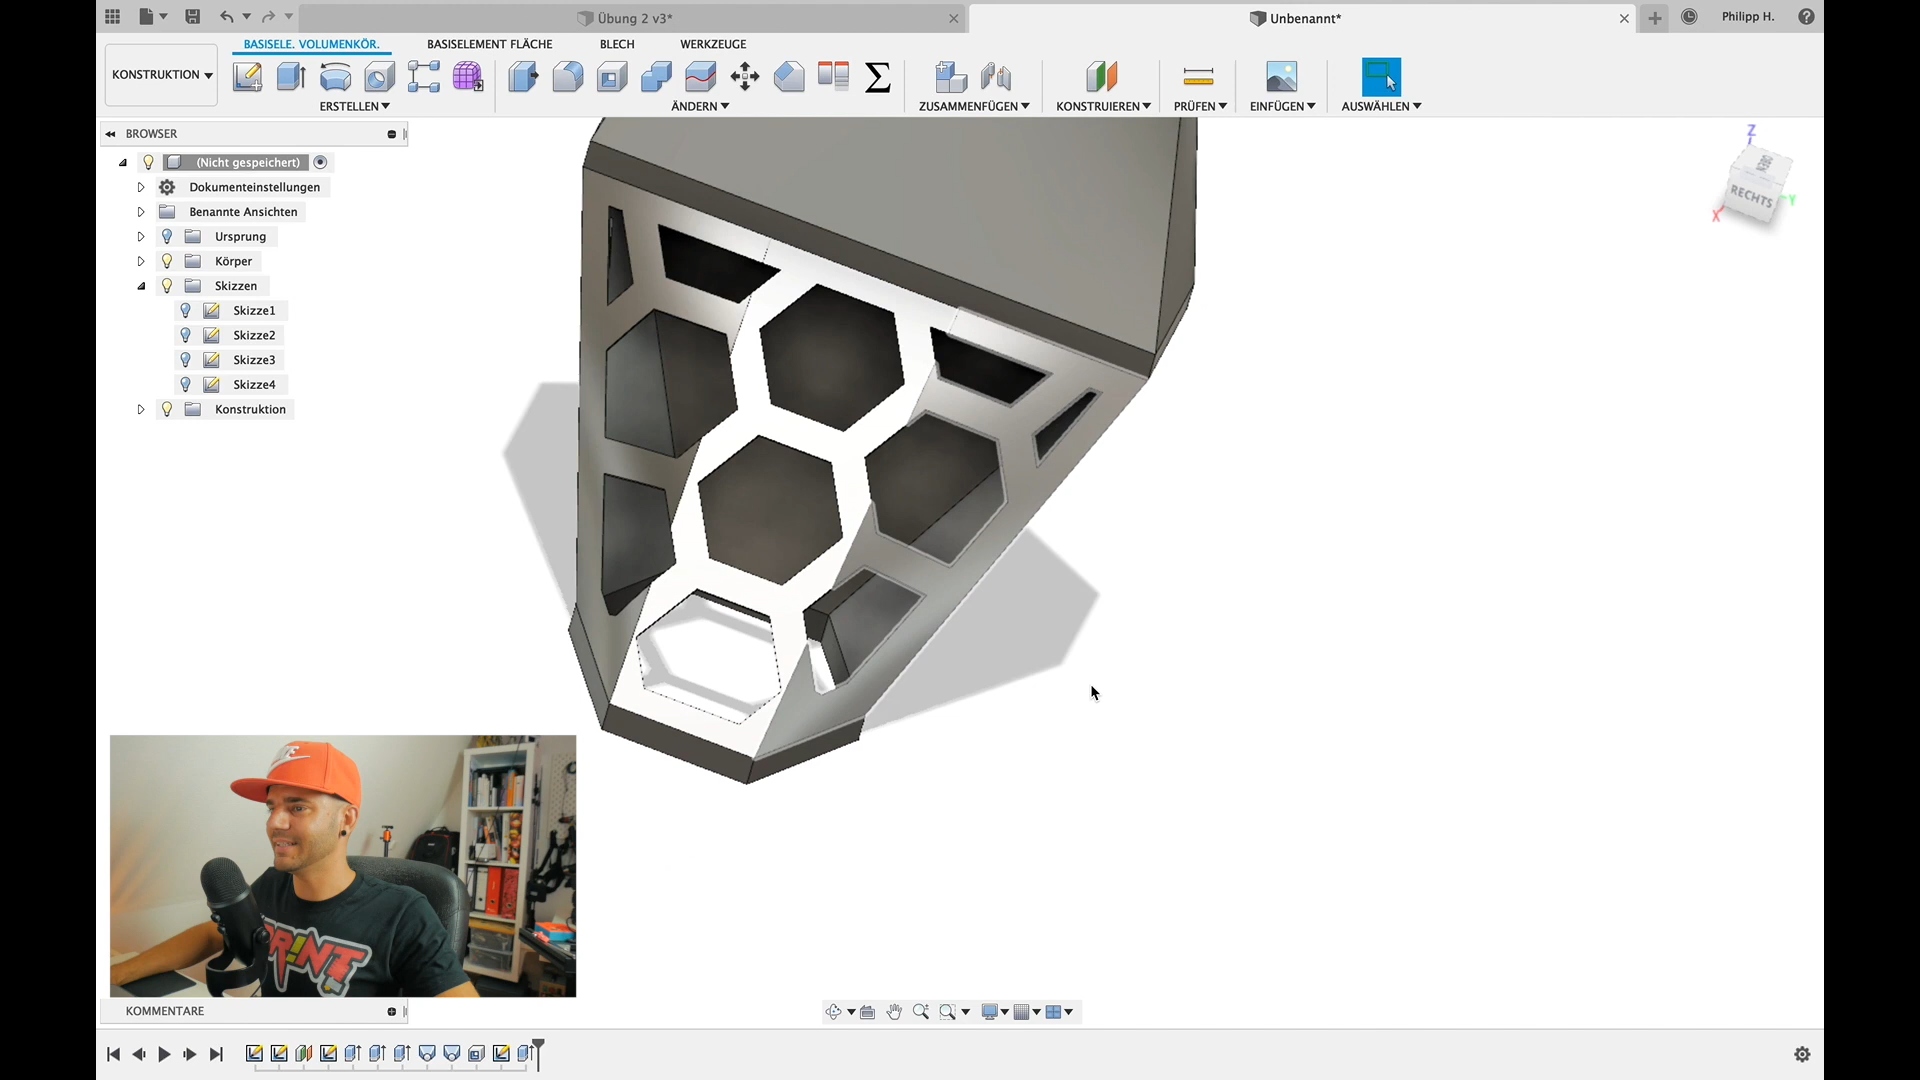 Übung 2 v3*
Unbenannt*
Philipp H.
KONSTRUKTION
BASISELE. VOLUMENKÖR.
BASISELEMENT FLÄCHE
BLECH
WERKZEUGE
ERSTELLEN
ÄNDERN
ZUSAMMENFÜGEN
KONSTRUIEREN
PRÜFEN
EINFÜGEN
AUSWÄHLEN
BROWSER
(Nicht gespeichert)
Dokumenteinstellungen
Benannte Ansichten
Ursprung
Körper
Skizzen
Skizze1
Skizze2
Skizze3
Skizze4
Konstruktion
Z
OBEN
RECHTS
X
Y
KOMMENTARE